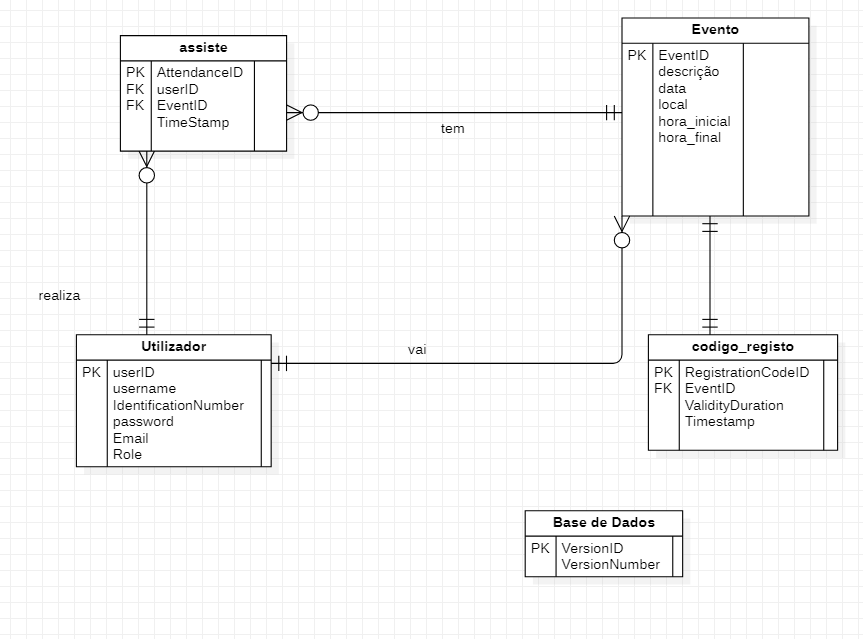 assiste
PK AttendanceID
FK userID
FK EventID
TimeStamp
Evento
PK EventID
descrição
data
local
hora_inicial
hora_final
tem
realiza
vai
Utilizador
PK userID
username
IdentificationNumber
password
Email
Role
codigo_registo
PK RegistrationCodeID
FK EventID
ValidityDuration
Timestamp
Base de Dados
PK VersionID
VersionNumber